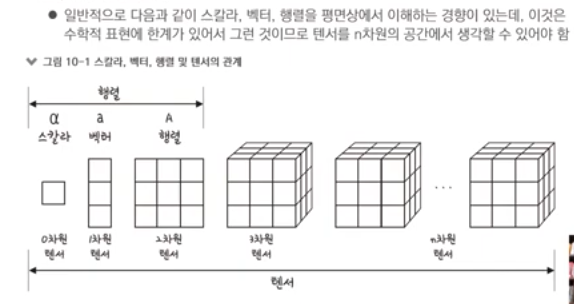 ● 일반적으로 다음과 같이 스칼라, 벡터, 행렬을 평면상에서 이해하는 경향이 있는데, 이것은
수학적 표현에 한계가 있어서 그런 것이므로 텐서를 n차원의 공간에서 생각할 수 있어야 함
그림 10-1 스칼라, 벡터, 행렬 및 텐서의 관계
행렬
α a A
스칼라 벡터 행렬
...
0차원 1차원 2차원 3차원 n차원
텐서 텐서 텐서 텐서 텐서
텐서